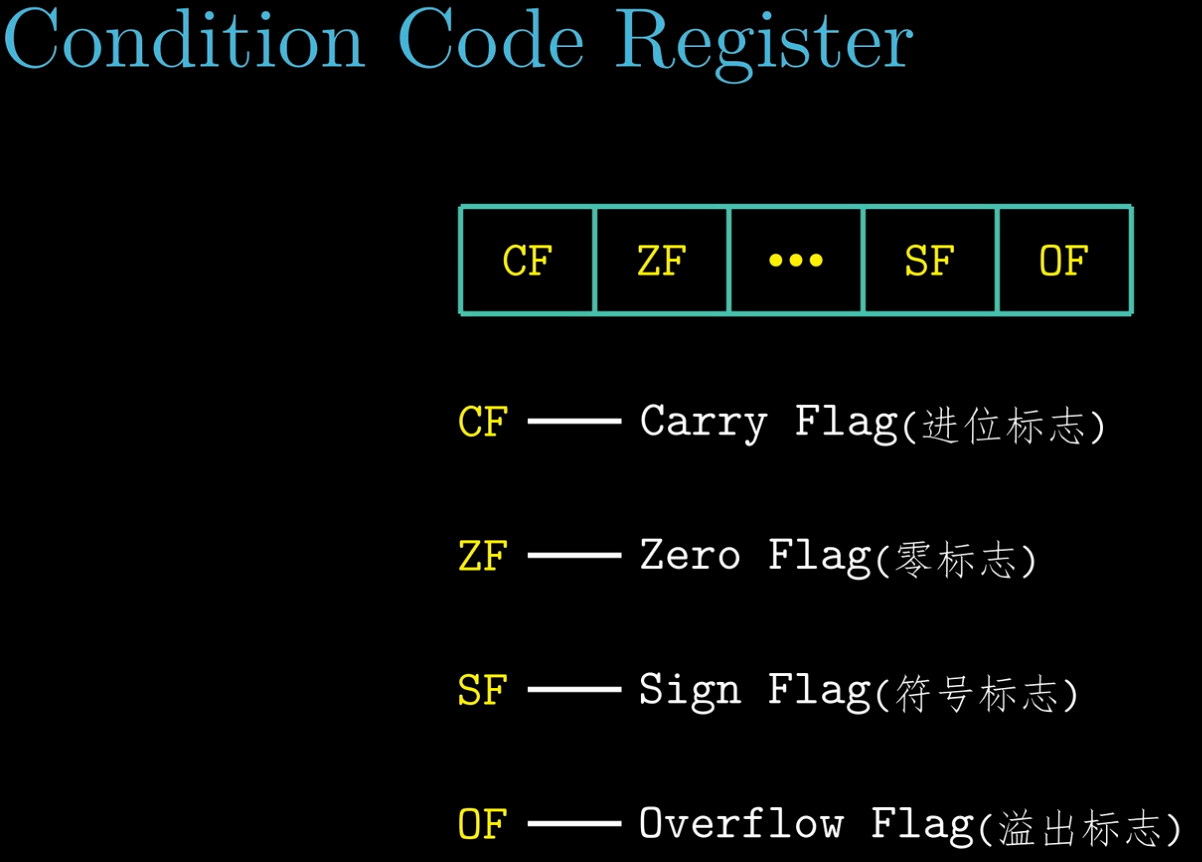 Condition Code Register
CF ZF ••• SF OF
CF —— Carry Flag(进位标志)
ZF —— Zero Flag(零标志)
SF —— Sign Flag(符号标志)
OF —— Overflow Flag(溢出标志)